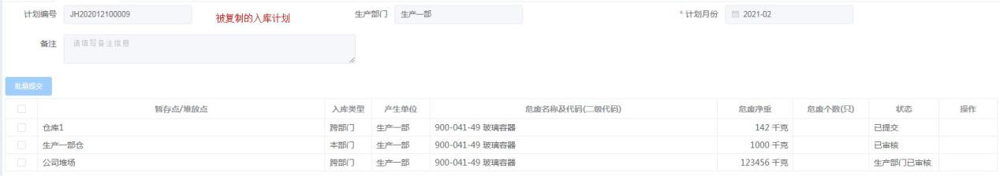 计划编号 JH202012100009 被复制的入库计划 生产部门 生产一部 * 计划月份 2021-02
备注 请填写备注信息
批量提交
暂存点/堆放点 入库类型 产生单位 危废名称及代码(二级代码) 危废净重 危废个数(只) 状态 操作
仓库1 跨部门 生产一部 900-041-49 玻璃容器 142 千克 已提交
生产一部仓 本部门 生产一部 900-041-49 玻璃容器 1000 千克 已审核
公司堆场 跨部门 生产一部 900-041-49 玻璃容器 123456 千克 生产部门已审核